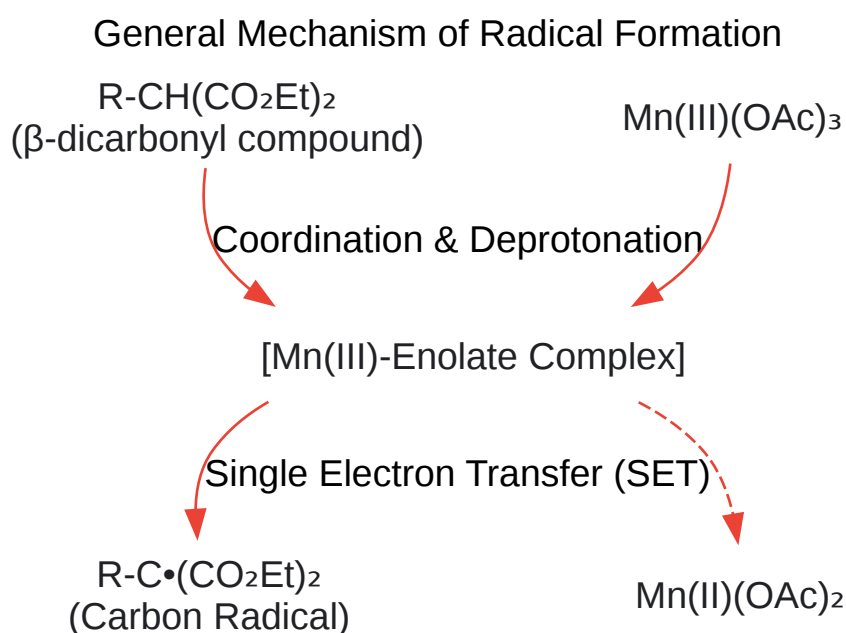 General Mechanism of Radical Formation
R-CH(CO₂Et)₂
(β-dicarbonyl compound)
Mn(III)(OAc)₃
Coordination & Deprotonation
[Mn(III)-Enolate Complex]
Single Electron Transfer (SET)
R-C•(CO₂Et)₂
(Carbon Radical)
Mn(II)(OAc)₂